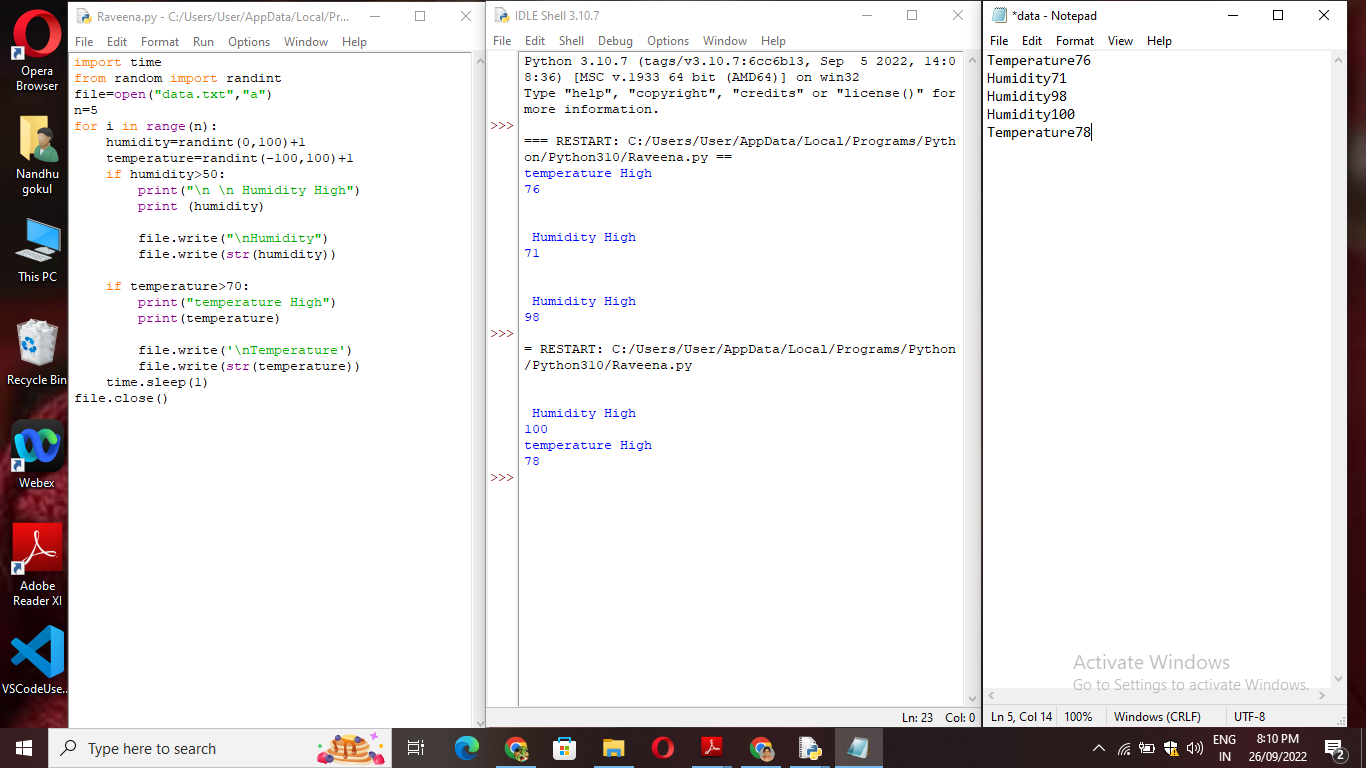 Opera
Browser
Nandhu
gokul
This PC
Recycle Bin
Webex
Adobe
Reader XI
VSCodeUse...
Raveena.py - C:/Users/User/AppData/Local/Pr...
File Edit Format Run Options Window Help
import time
from random import randint
file=open("data.txt","a")
n=5
for i in range(n):
    humidity=randint(0,100)+1
    temperature=randint(-100,100)+1
    if humidity>50:
        print("\n \n Humidity High")
        print (humidity)
        file.write("\nHumidity")
        file.write(str(humidity))
    if temperature>70:
        print("temperature High")
        print(temperature)
        file.write('\nTemperature')
        file.write(str(temperature))
    time.sleep(1)
file.close()
IDLE Shell 3.10.7
File Edit Shell Debug Options Window Help
Python 3.10.7 (tags/v3.10.7:6cc6b13, Sep  5 2022, 14:0
8:36) [MSC v.1933 64 bit (AMD64)] on win32
Type "help", "copyright", "credits" or "license()" for
more information.
>>>
=== RESTART: C:/Users/User/AppData/Local/Programs/Pyth
on/Python310/Raveena.py ==
temperature High
76
Humidity High
71
Humidity High
98
>>>
= RESTART: C:/Users/User/AppData/Local/Programs/Python
/Python310/Raveena.py
Humidity High
100
temperature High
78
>>>
Ln: 23 Col: 0
*data - Notepad
File Edit Format View Help
Temperature76
Humidity71
Humidity98
Humidity100
Temperature78
Activate Windows
Go to Settings to activate Windows.
Ln 5, Col 14 100% Windows (CRLF) UTF-8
Type here to search
ENG
IN
8:10 PM
26/09/2022
2